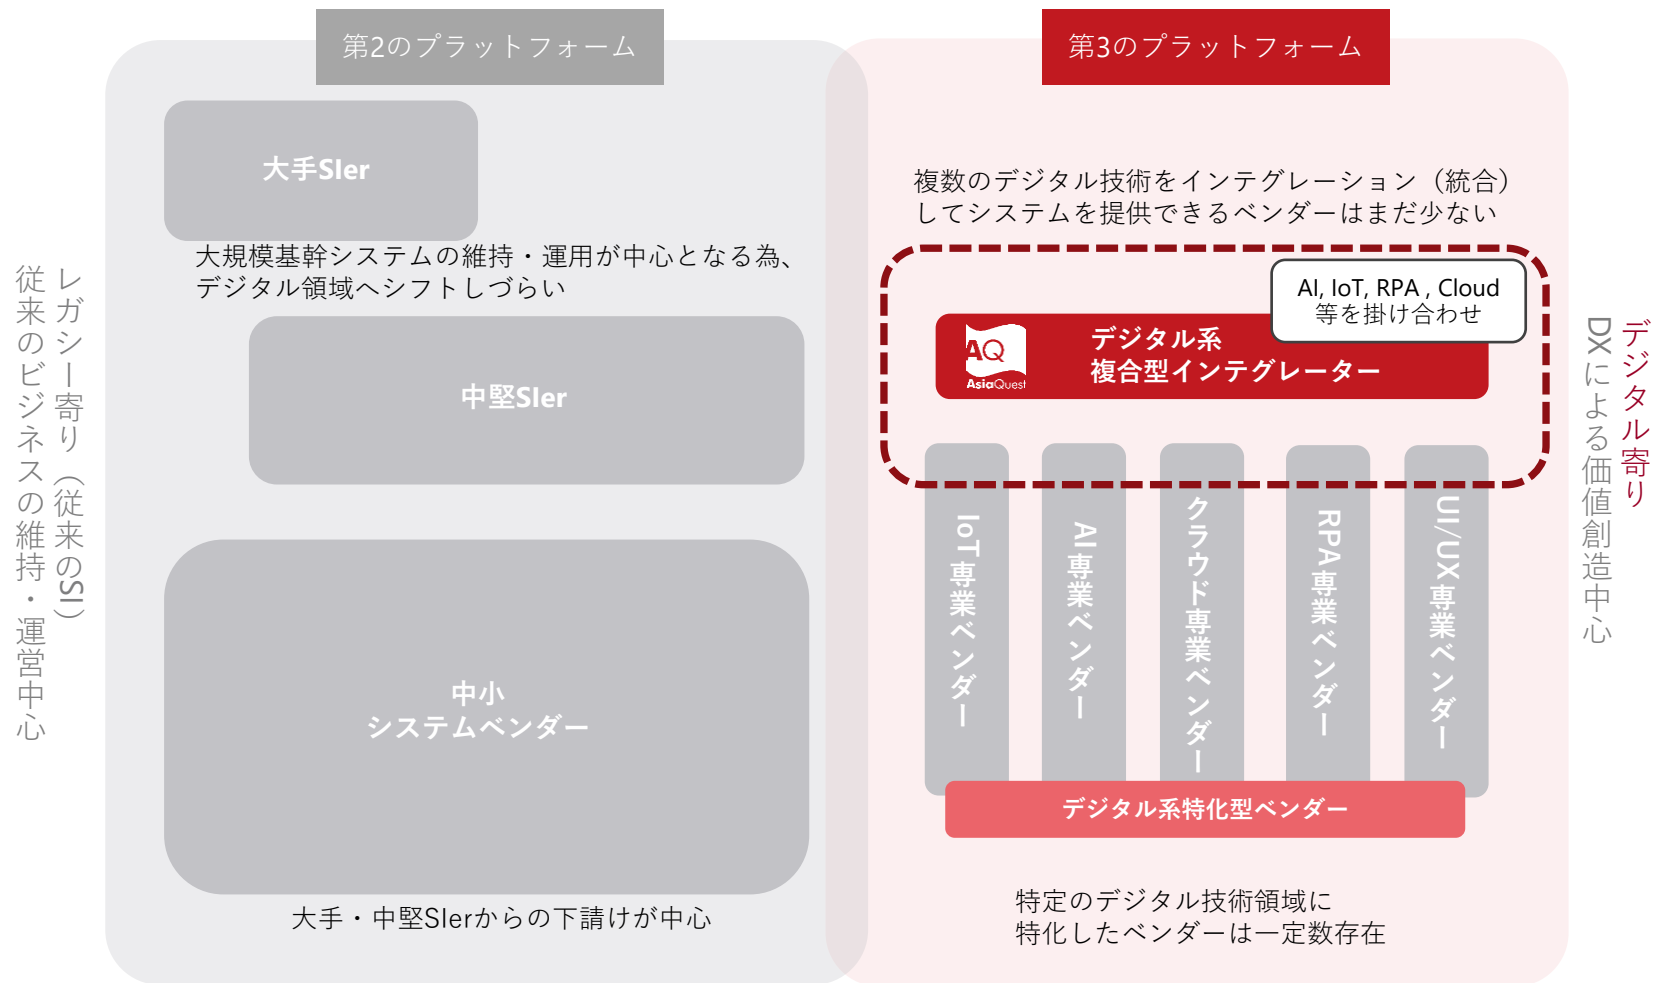 第2のプラットフォーム
大手SIer
大規模基幹システムの維持・運用が中心となる為、
デジタル領域へシフトしづらい
中堅SIer
中小
システムベンダー
大手・中堅SIerからの下請けが中心
レガシー寄り（従来のSI）
従来のビジネスの維持・運営中心
第3のプラットフォーム
複数のデジタル技術をインテグレーション（統合）
してシステムを提供できるベンダーはまだ少ない
AI, IoT, RPA , Cloud
等を掛け合わせ
AQ
AsiaQuest
デジタル系
複合型インテグレーター
IoT専業ベンダー
AI専業ベンダー
クラウド専業ベンダー
RPA専業ベンダー
UI/UX専業ベンダー
デジタル系特化型ベンダー
特定のデジタル技術領域に
特化したベンダーは一定数存在
デジタル寄り
DXによる価値創造中心